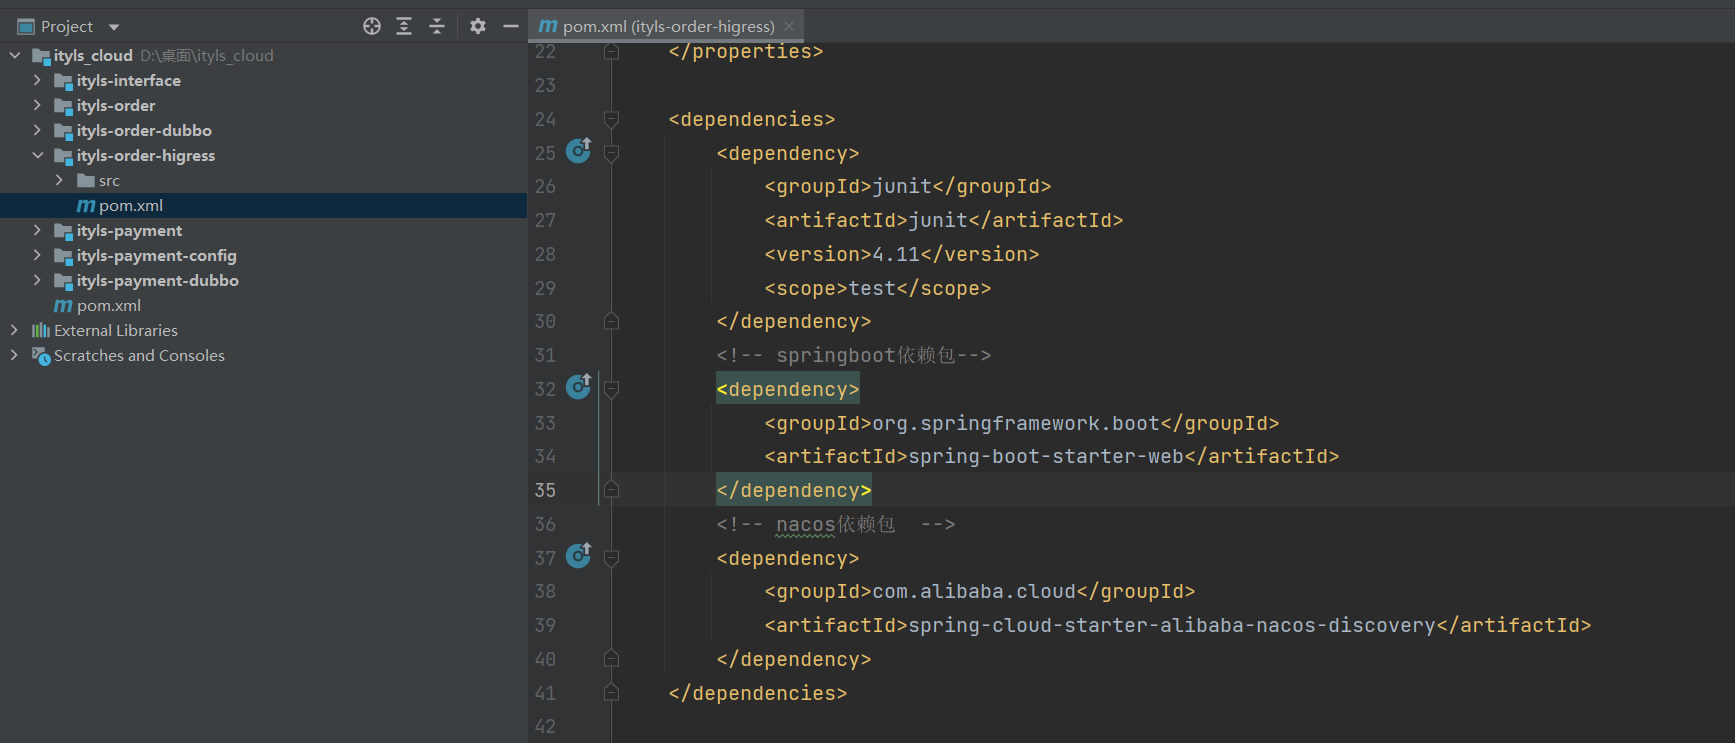 Project
pom.xml (ityls-order-higress)
ityls_cloud D:\桌面\ityls_cloud
ityls-interface
ityls-order
ityls-order-dubbo
ityls-order-higress
src
pom.xml
ityls-payment
ityls-payment-config
ityls-payment-dubbo
pom.xml
External Libraries
Scratches and Consoles
22 </properties>
23
24 <dependencies>
25 <dependency>
26 <groupId>junit</groupId>
27 <artifactId>junit</artifactId>
28 <version>4.11</version>
29 <scope>test</scope>
30 </dependency>
31 <!-- springboot依赖包-->
32 <dependency>
33 <groupId>org.springframework.boot</groupId>
34 <artifactId>spring-boot-starter-web</artifactId>
35 </dependency>
36 <!-- nacos依赖包  -->
37 <dependency>
38 <groupId>com.alibaba.cloud</groupId>
39 <artifactId>spring-cloud-starter-alibaba-nacos-discovery</artifactId>
40 </dependency>
41 </dependencies>
42